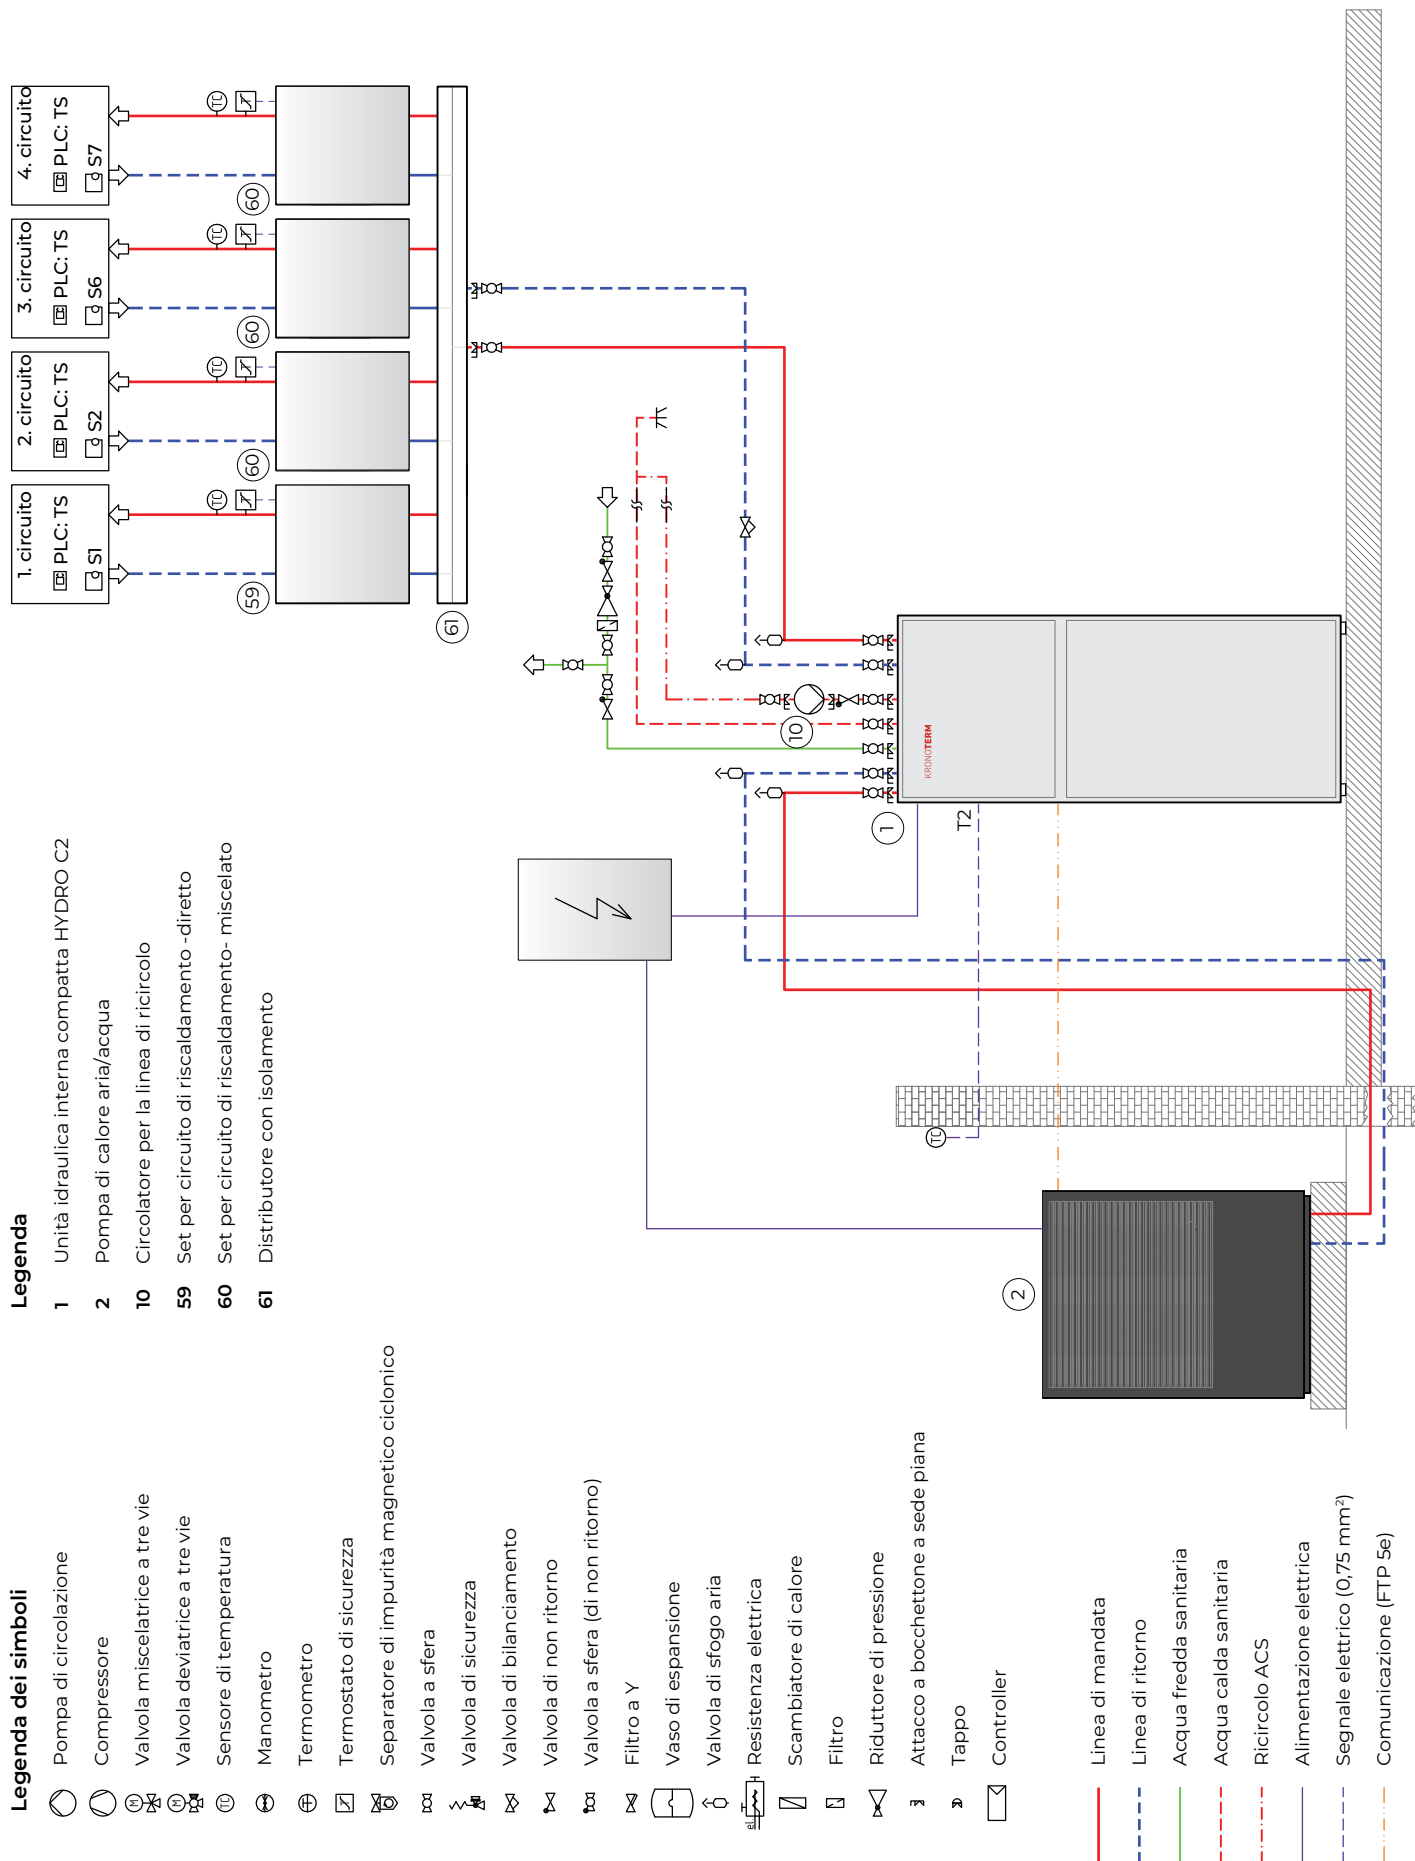 Legenda dei simboli
Pompa di circolazione
Compressore
Valvola miscelatrice a tre vie
Valvola deviatrice a tre vie
Sensore di temperatura
Manometro
Termometro
Termostato di sicurezza
Separatore di impurità magnetico ciclonico
Valvola a sfera
Valvola di sicurezza
Valvola di bilanciamento
Valvola di non ritorno
Valvola a sfera (di non ritorno)
Filtro a Y
Vaso di espansione
Valvola di sfogo aria
el. Resistenza elettrica
Scambiatore di calore
Filtro
Riduttore di pressione
Attacco a bocchettone a sede piana
Tappo
Controller
Linea di mandata
Linea di ritorno
Acqua fredda sanitaria
Acqua calda sanitaria
Ricircolo ACS
Alimentazione elettrica
Segnale elettrico (0,75 mm²)
Comunicazione (FTP 5e)
M
M
TC
Legenda
1 Unità idraulica interna compatta HYDRO C2
2 Pompa di calore aria/acqua
10 Circolatore per la linea di ricircolo
59 Set per circuito di riscaldamento -diretto
60 Set per circuito di riscaldamento- miscelato
61 Distributore con isolamento
1. circuito
PLC: TS
S1
2. circuito
PLC: TS
S2
3. circuito
PLC: TS
S6
4. circuito
PLC: TS
S7
TC
TC
TC
TC
59
60
60
60
61
10
1
T2
KRONOTERM
TC
2